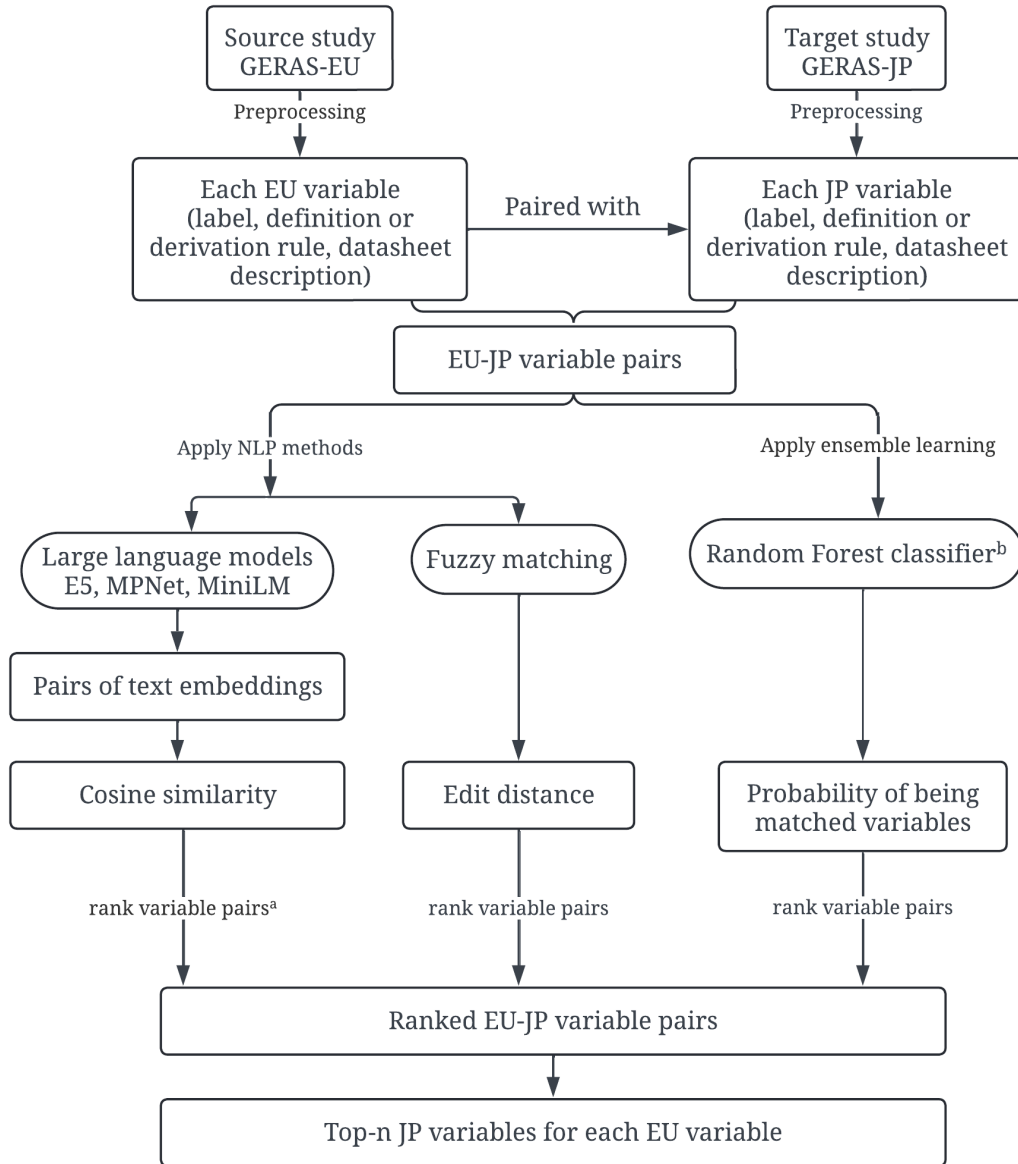 Source study
GERAS-EU
Target study
GERAS-JP
Preprocessing
Preprocessing
Each EU variable
(label, definition or
derivation rule, datasheet
description)
Paired with
Each JP variable
(label, definition or
derivation rule, datasheet
description)
EU-JP variable pairs
Apply NLP methods
Apply ensemble learning
Large language models
E5, MPNet, MiniLM
Fuzzy matching
Random Forest classifierᵇ
Pairs of text embeddings
Cosine similarity
Edit distance
Probability of being
matched variables
rank variable pairsᵃ
rank variable pairs
rank variable pairs
Ranked EU-JP variable pairs
Top-n JP variables for each EU variable